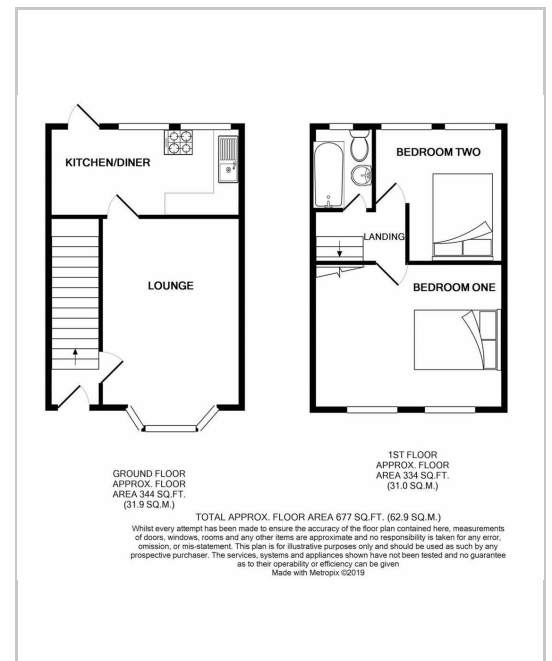 KITCHEN/DINER
LOUNGE
BEDROOM TWO
LANDING
BEDROOM ONE
GROUND FLOOR
APPROX. FLOOR
AREA 344 SQ.FT.
(31.9 SQ.M.)
1ST FLOOR
APPROX. FLOOR
AREA 334 SQ.FT.
(31.0 SQ.M.)
TOTAL APPROX. FLOOR AREA 677 SQ.FT. (62.9 SQ.M.)
Whilst every attempt has been made to ensure the accuracy of the floor plan contained here, measurements
of doors, windows, rooms and any other items are approximate and no responsibility is taken for any error,
omission, or mis-statement. This plan is for illustrative purposes only and should be used as such by any
prospective purchaser. The services, systems and appliances shown have not been tested and no guarantee
as to their operability or efficiency can be given
Made with Metropix ©2019